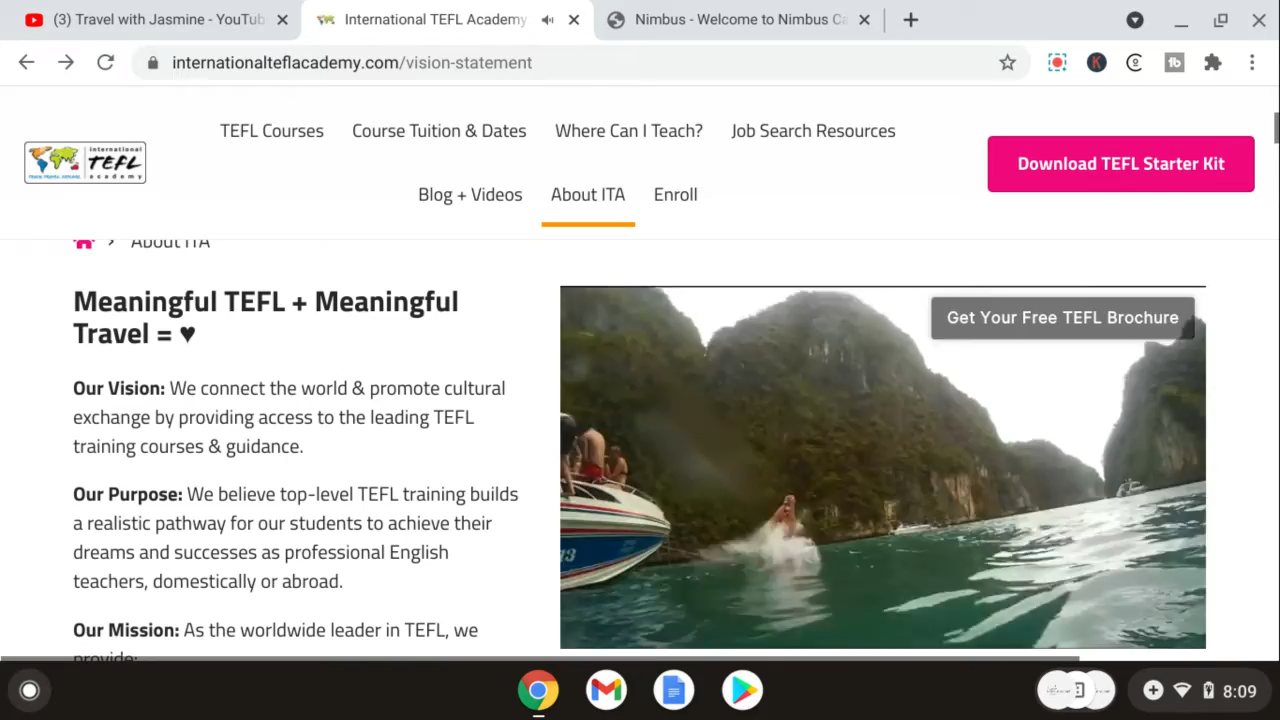 (3) Travel with Jasmine - YouTub
International TEFL Academy
Nimbus - Welcome to Nimbus Ca
internationalteflacademy.com/vision-statement
TEFL Courses
Course Tuition & Dates
Where Can I Teach?
Job Search Resources
Blog + Videos
About ITA
Enroll
international
TEFL
academy
Download TEFL Starter Kit
About ITA
Meaningful TEFL + Meaningful
Travel = ♥
Our Vision: We connect the world & promote cultural
exchange by providing access to the leading TEFL
training courses & guidance.
Our Purpose: We believe top-level TEFL training builds
a realistic pathway for our students to achieve their
dreams and successes as professional English
teachers, domestically or abroad.
Our Mission: As the worldwide leader in TEFL, we
provide:
Get Your Free TEFL Brochure
8:09